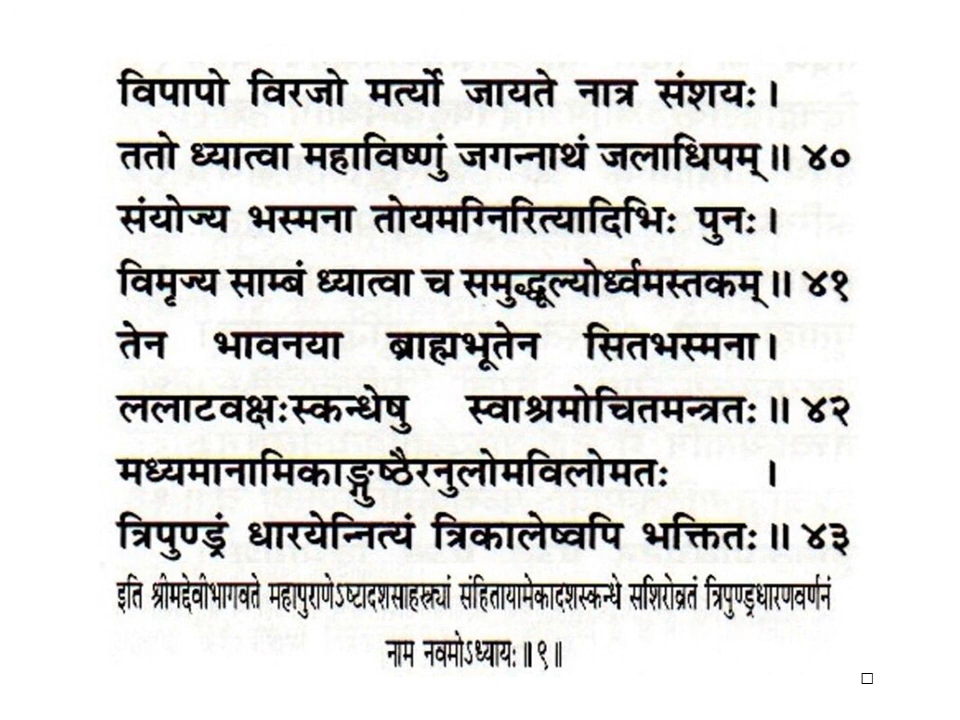 विपापो विरजो मर्त्यो जायते नात्र संशयः ।
ततो ध्यात्वा महाविष्णुं जगन्नाथं जलाधिपम् ॥ ४०
संयोज्य भस्मना तोयमग्निरित्यादिभिः पुनः ।
विमृज्य साम्बं ध्यात्वा च समुद्धूल्योर्ध्वमस्तकम् ॥ ४१
तेन भावनया ब्राह्मभूतेन सितभस्मना ।
ललाटवक्षःस्कन्धेषु स्वाश्रमोचितमन्त्रतः ॥ ४२
मध्यमानामिकाङ्गुष्ठैरनुलोमविलोमतः ।
त्रिपुण्ड्रं धारयेन्नित्यं त्रिकालेष्वपि भक्तितः ॥ ४३
इति श्रीमद्देवीभागवते महापुराणेऽष्टादशसाहस्त्र्यां संहितायामेकादशस्कन्धे सशिरोव्रतं त्रिपुण्ड्रधारणवर्णनं
नाम नवमोऽध्यायः ॥ ९ ॥